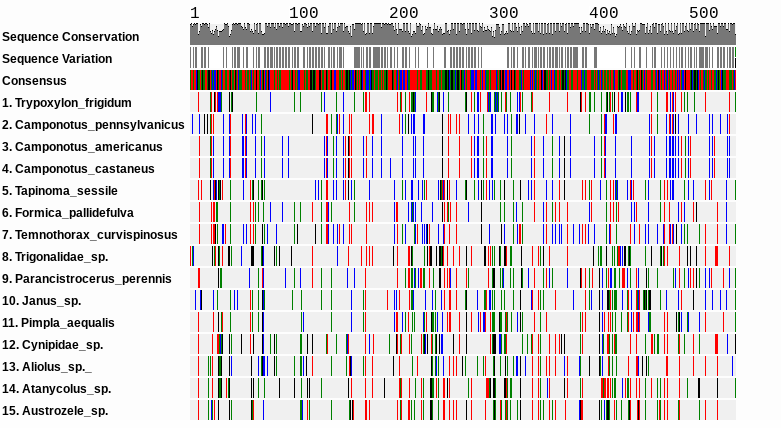 1 100 200 300 400 500
Sequence Conservation
Sequence Variation
Consensus
1. Trypoxylon_frigidum
2. Camponotus_pennsylvanicus
3. Camponotus_americanus
4. Camponotus_castaneus
5. Tapinoma_sessile
6. Formica_pallidefulva
7. Temnothorax_curvispinosus
8. Trigonalidae_sp.
9. Parancistrocerus_perennis
10. Janus_sp.
11. Pimpla_aequalis
12. Cynipidae_sp.
13. Aliolus_sp._
14. Atanycolus_sp.
15. Austrozele_sp.